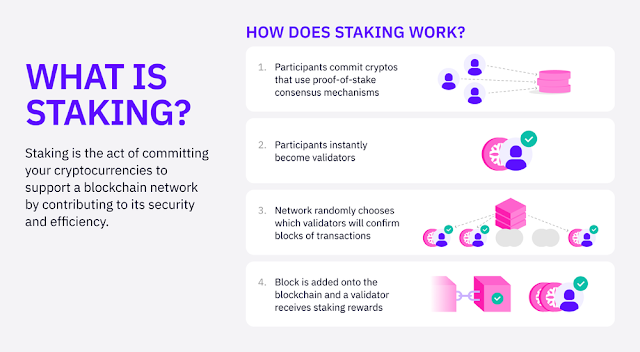 WHAT IS
STAKING?
Staking is the act of committing
your cryptocurrencies to
support a blockchain network
by contributing to its security
and efficiency.
HOW DOES STAKING WORK?
1. Participants commit cryptos
that use proof-of-stake
consensus mechanisms
2. Participants instantly
become validators
3. Network randomly chooses
which validators will confirm
blocks of transactions
4. Block is added onto the
blockchain and a validator
receives staking rewards